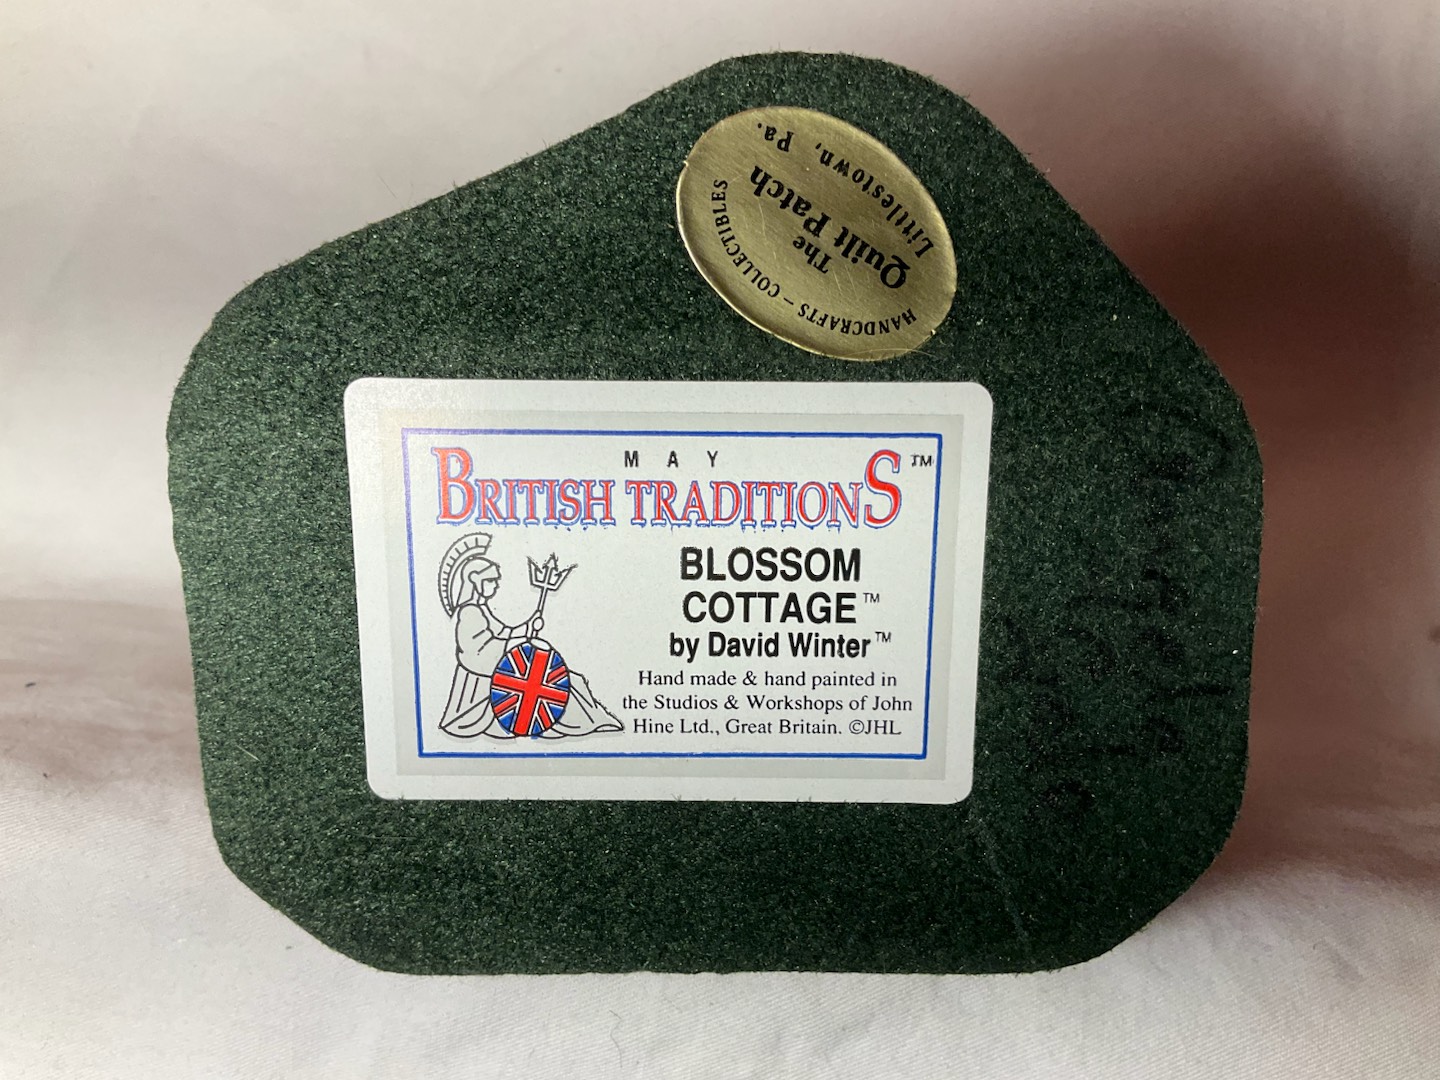 HANDCRAFTS – COLLECTIBLES
The
Quilt Patch
Littlestown, Pa.
MAY
BRITISH TRADITIONS™
BLOSSOM
COTTAGE™
by David Winter™
Hand made & hand painted in
the Studios & Workshops of John
Hine Ltd., Great Britain. ©JHL